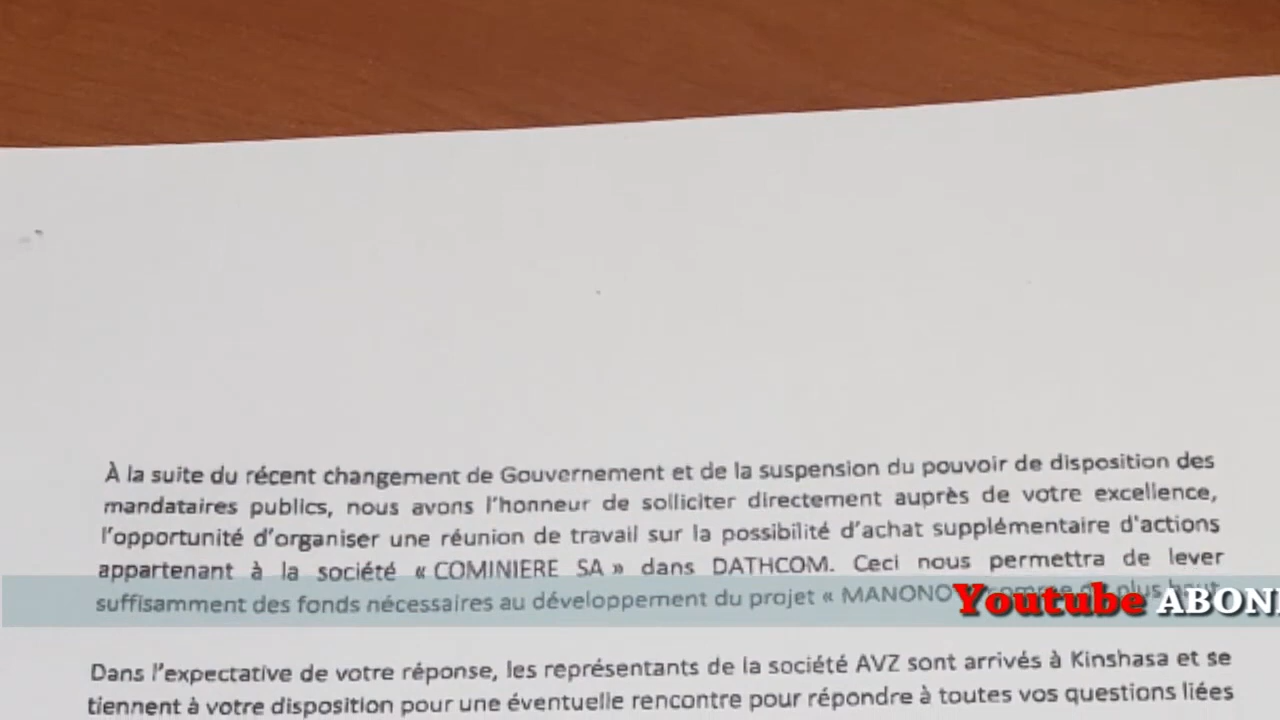 À la suite du récent changement de Gouvernement et de la suspension du pouvoir de disposition des
mandataires publics, nous avons l'honneur de solliciter directement auprès de votre excellence,
l'opportunité d'organiser une réunion de travail sur la possibilité d'achat supplémentaire d'actions
appartenant à la société « COMINIERE SA » dans DATHCOM. Ceci nous permettra de lever
suffisamment des fonds nécessaires au développement du projet « MANONO plus haut
Youtube ABON
Dans l'expectative de votre réponse, les représentants de la société AVZ sont arrivés à Kinshasa et se
tiennent à votre disposition pour une éventuelle rencontre pour répondre à toutes vos questions liées